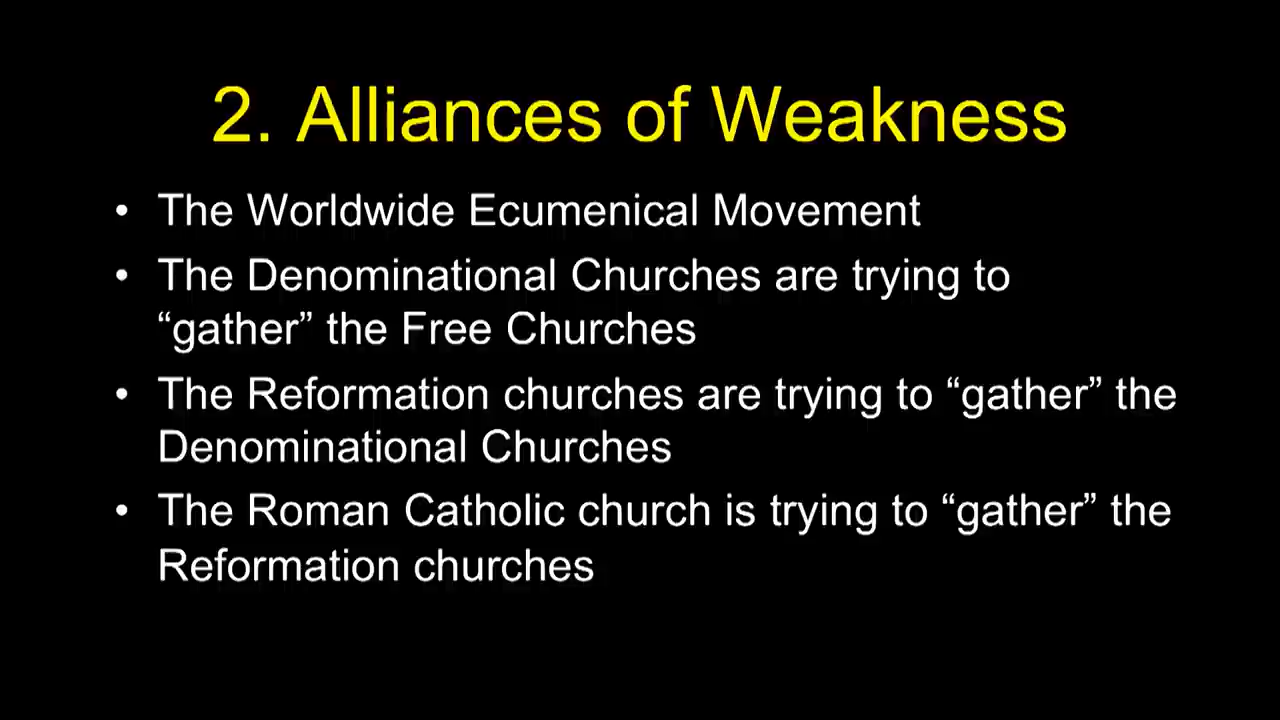 2. Alliances of Weakness
• The Worldwide Ecumenical Movement
• The Denominational Churches are trying to
“gather” the Free Churches
• The Reformation churches are trying to “gather” the
Denominational Churches
• The Roman Catholic church is trying to “gather” the
Reformation churches